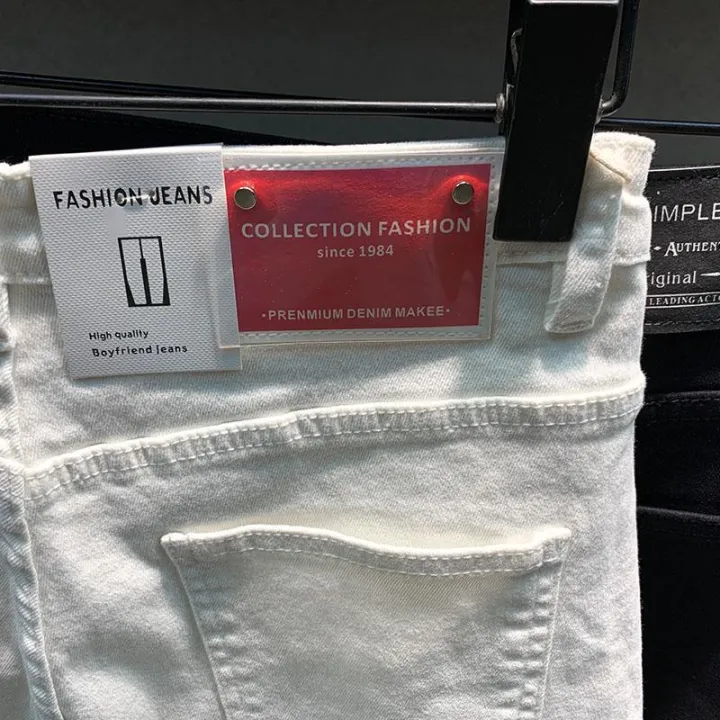 FASHION JEANS
High quality
Boyfriend jeans
COLLECTION FASHION
since 1984
•PRENMIUM DENIM MAKEE•
IMPLE
AUTHENT
riginal
LEADING ACT